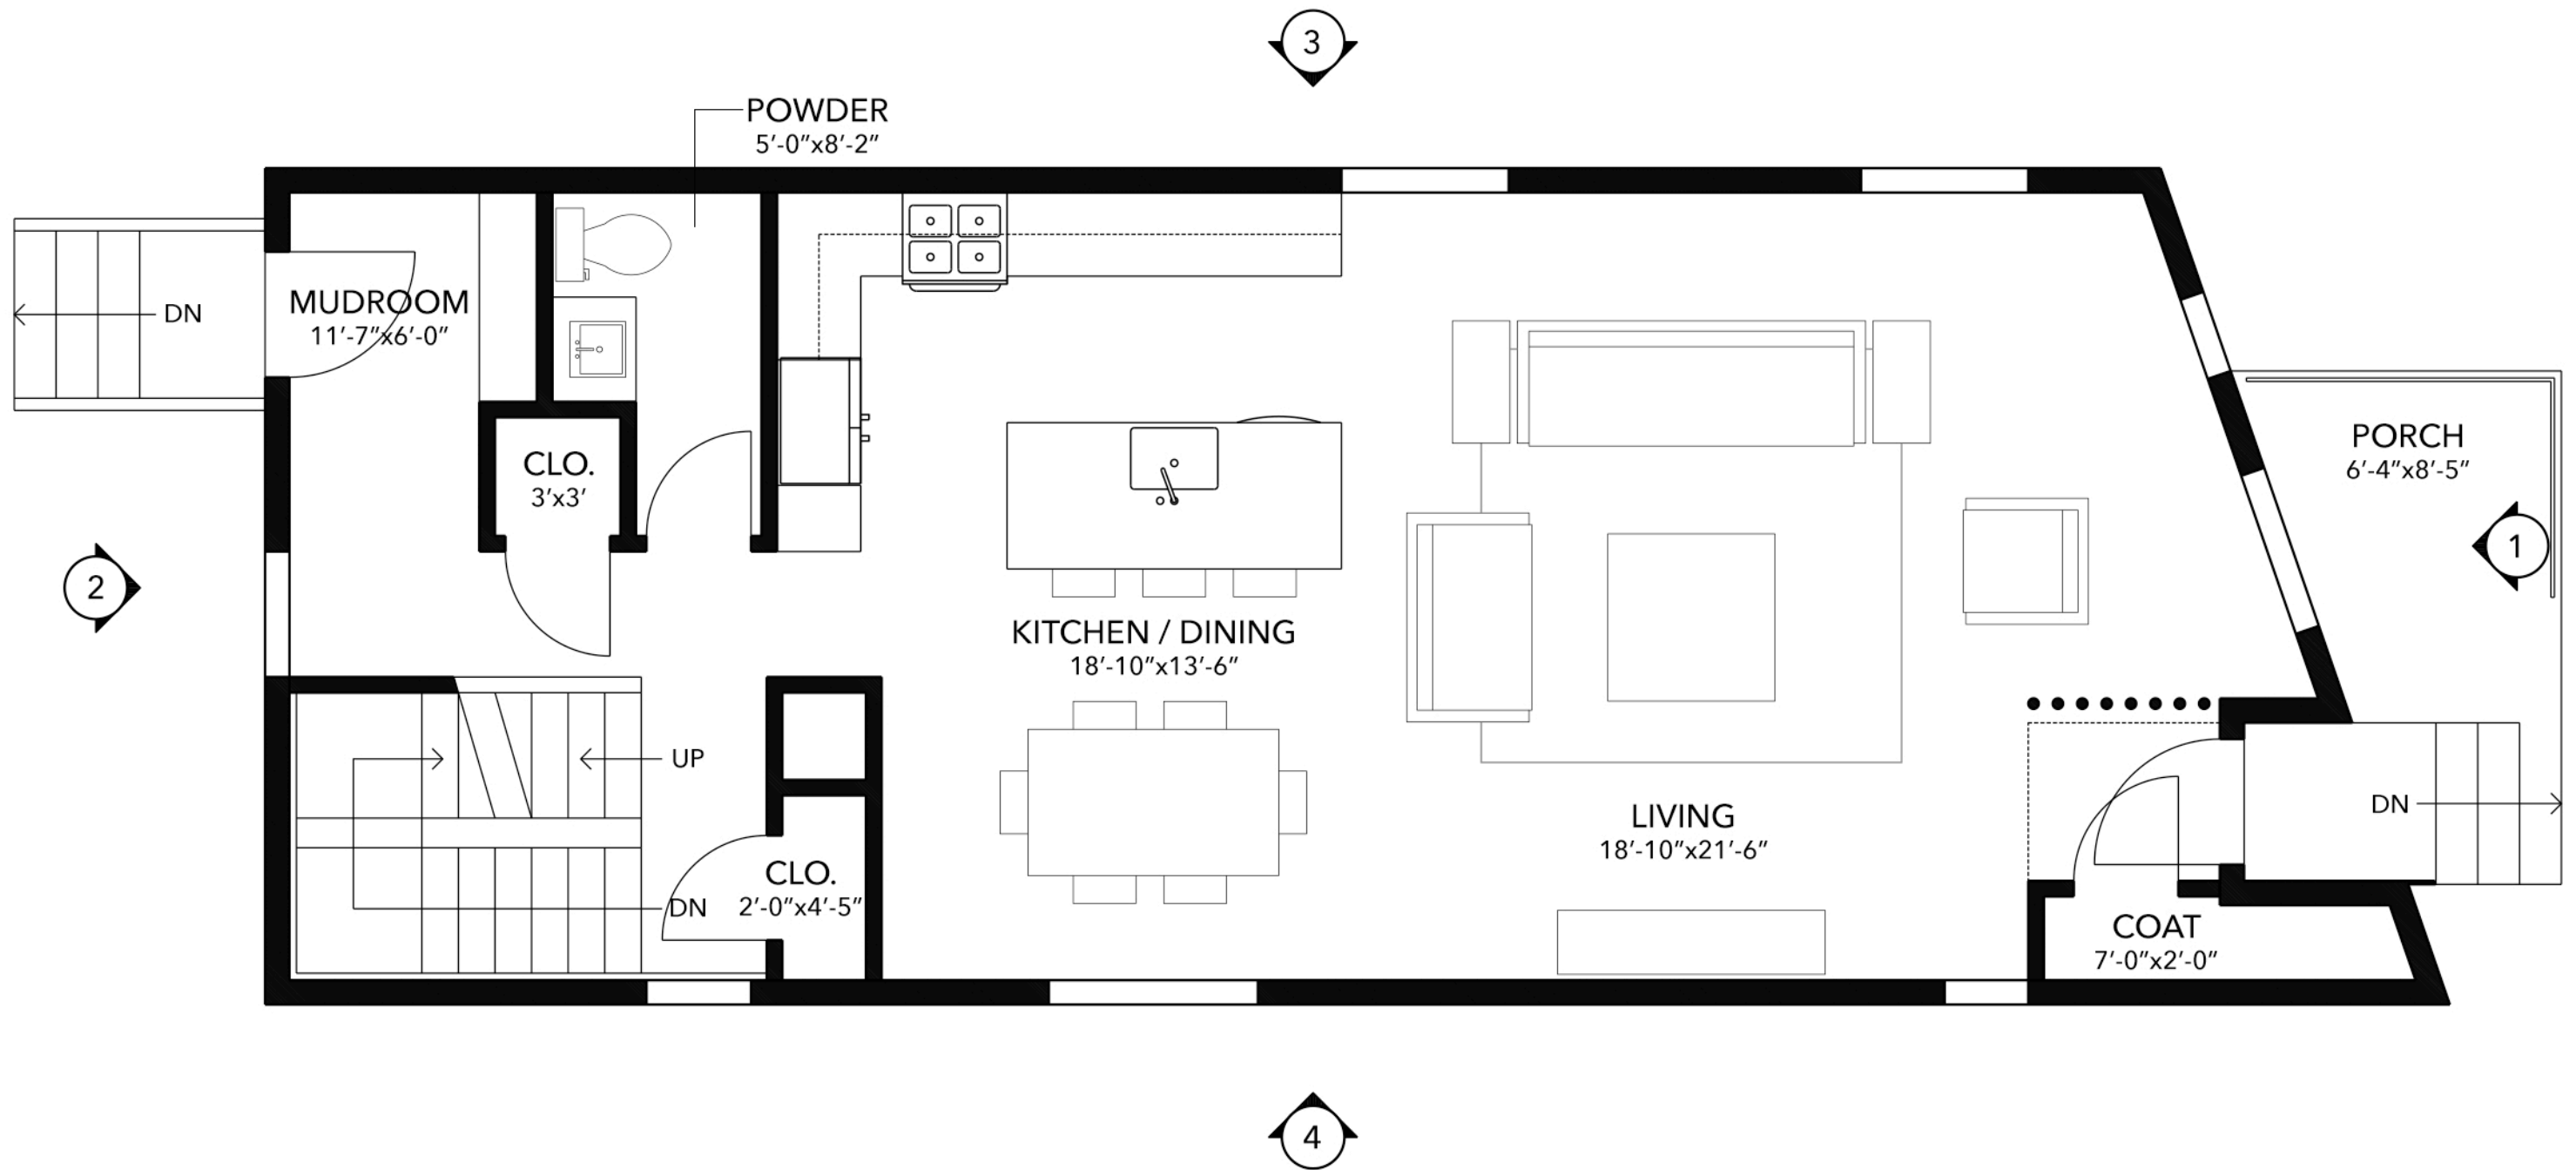 3
POWDER
5'-0"x8'-2"
MUDROOM
11'-7"x6'-0"
DN
CLO.
3'x3'
PORCH
6'-4"x8'-5"
1
2
KITCHEN / DINING
18'-10"x13'-6"
UP
DN
LIVING
18'-10"x21'-6"
CLO.
2'-0"x4'-5"
DN
COAT
7'-0"x2'-0"
4